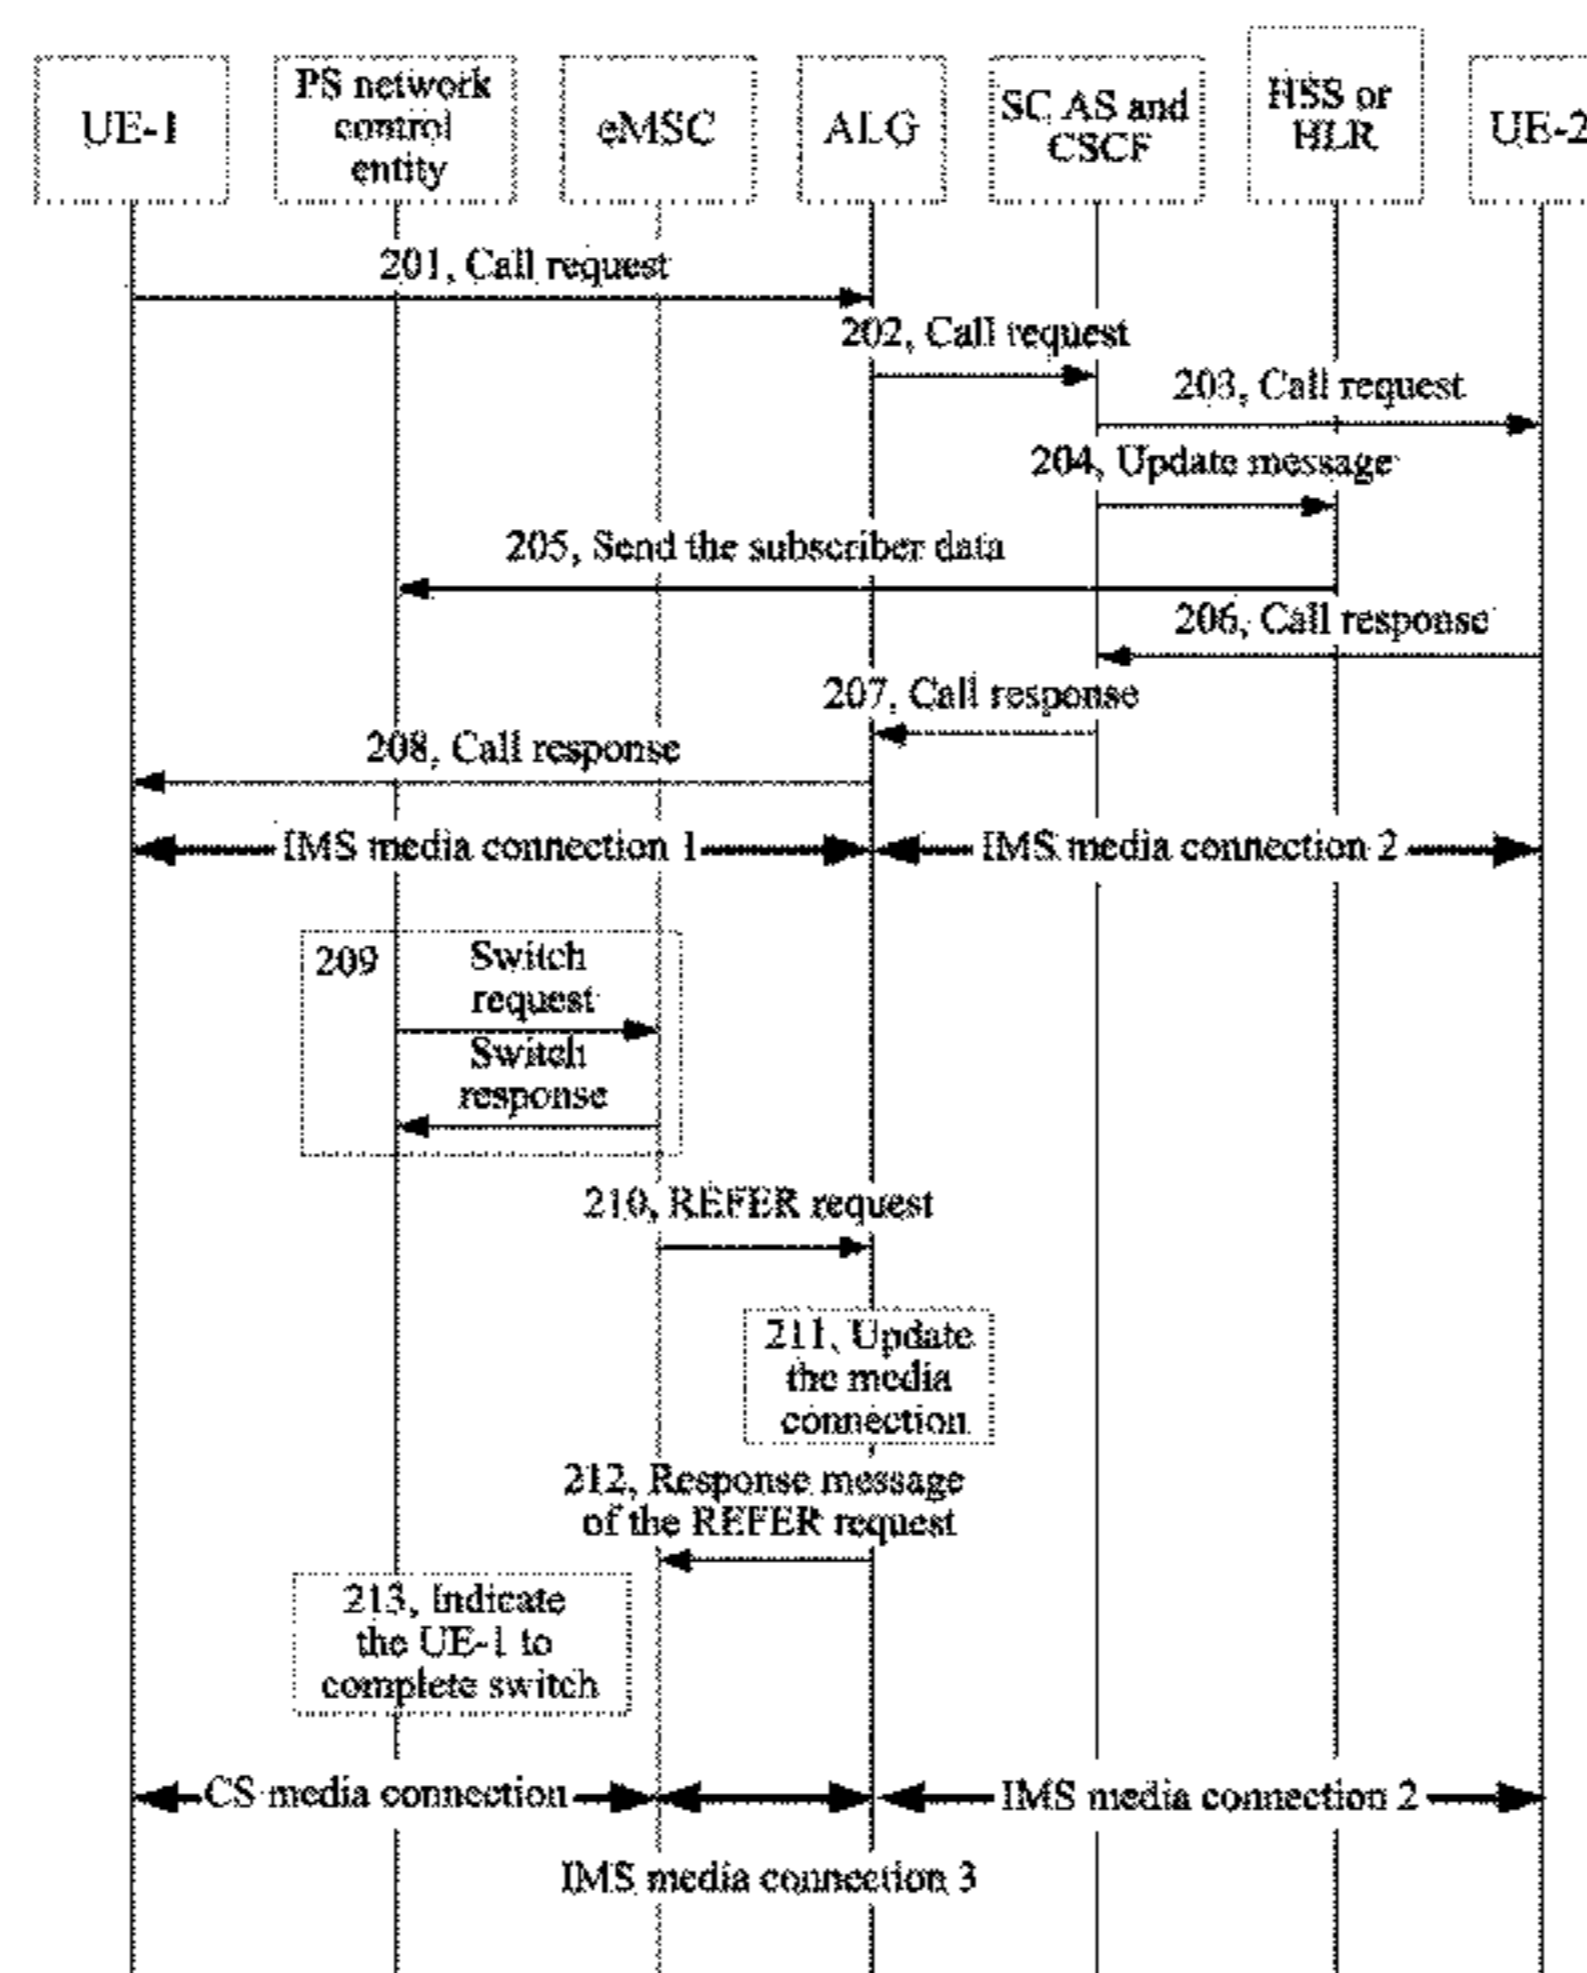 UE-1
PS network
control
entity
eMSC
ALG
SC AS and
CSCF
HSS or
HLR
UE-2
201, Call request
202, Call request
203, Call request
204, Update message
205, Send the subscriber data
206, Call response
207, Call response
208, Call response
IMS media connection 1
IMS media connection 2
209
Switch
request
Switch
response
210, REFER request
211, Update
the media
connection
212, Response message
of the REFER request
213, Indicate
the UE-1 to
complete switch
CS media connection
IMS media connection 2
IMS media connection 3